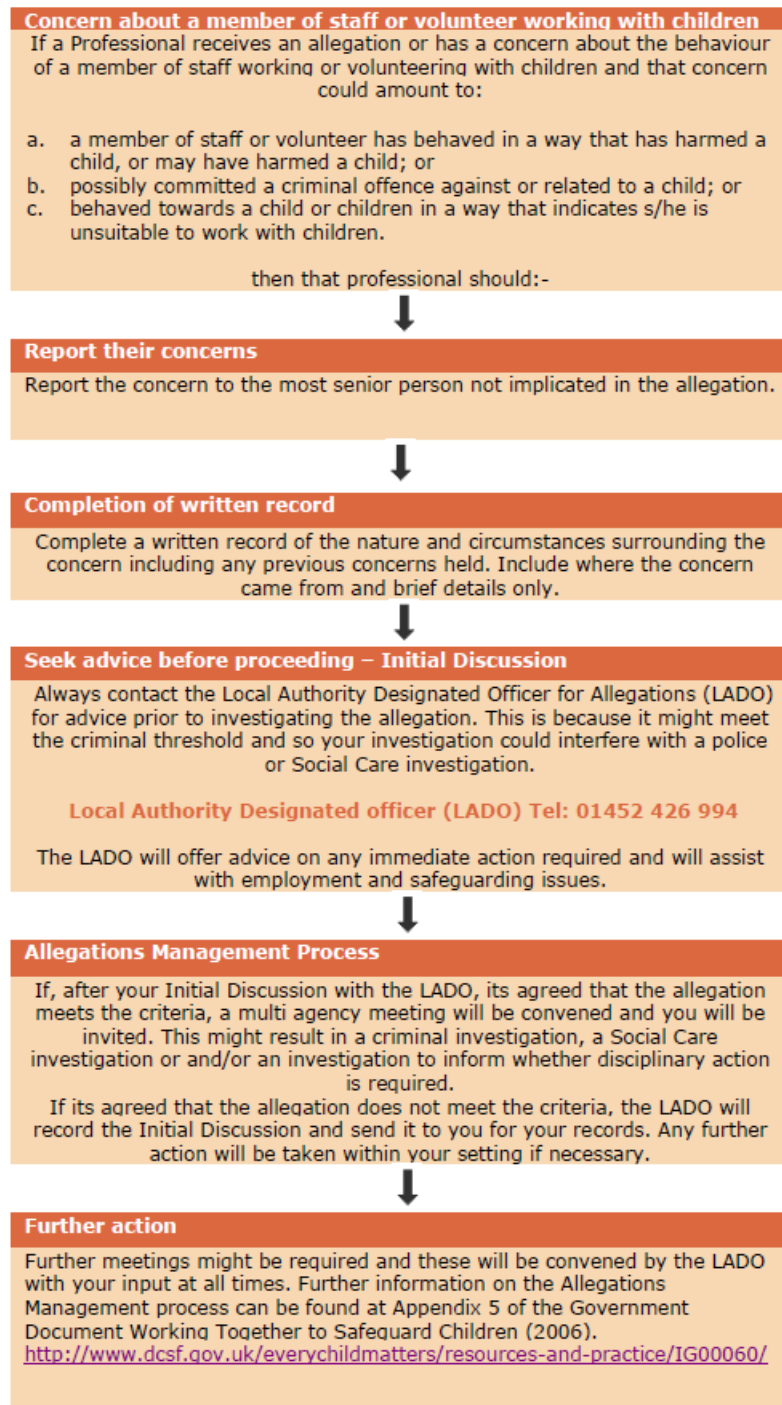 Concern about a member of staff or volunteer working with children
If a Professional receives an allegation or has a concern about the behaviour
of a member of staff working or volunteering with children and that concern
could amount to:
a. a member of staff or volunteer has behaved in a way that has harmed a
child, or may have harmed a child; or
b. possibly committed a criminal offence against or related to a child; or
c. behaved towards a child or children in a way that indicates s/he is
unsuitable to work with children.
then that professional should:-
Report their concerns
Report the concern to the most senior person not implicated in the allegation.
Completion of written record
Complete a written record of the nature and circumstances surrounding the
concern including any previous concerns held. Include where the concern
came from and brief details only.
Seek advice before proceeding – Initial Discussion
Always contact the Local Authority Designated Officer for Allegations (LADO)
for advice prior to investigating the allegation. This is because it might meet
the criminal threshold and so your investigation could interfere with a police
or Social Care investigation.
Local Authority Designated officer (LADO) Tel: 01452 426 994
The LADO will offer advice on any immediate action required and will assist
with employment and safeguarding issues.
Allegations Management Process
If, after your Initial Discussion with the LADO, its agreed that the allegation
meets the criteria, a multi agency meeting will be convened and you will be
invited. This might result in a criminal investigation, a Social Care
investigation or and/or an investigation to inform whether disciplinary action
is required.
If its agreed that the allegation does not meet the criteria, the LADO will
record the Initial Discussion and send it to you for your records. Any further
action will be taken within your setting if necessary.
Further action
Further meetings might be required and these will be convened by the LADO
with your input at all times. Further information on the Allegations
Management process can be found at Appendix 5 of the Government
Document Working Together to Safeguard Children (2006).
http://www.dcsf.gov.uk/everychildmatters/resources-and-practice/IG00060/